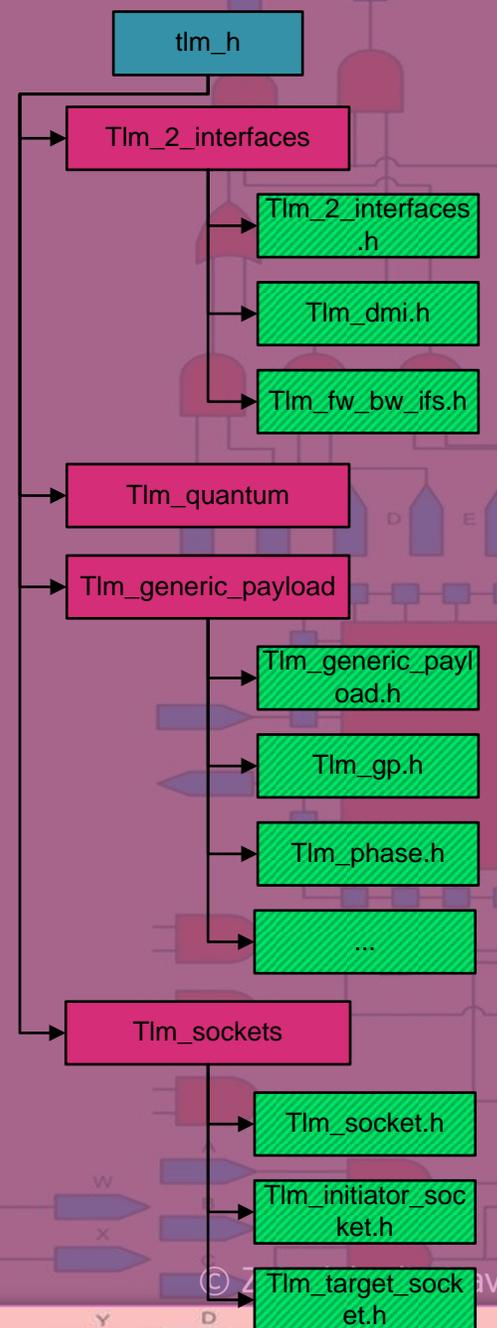 tlm_h
Tlm_2_interfaces
Tlm_2_interfaces
.h
Tlm_dmi.h
Tlm_fw_bw_ifs.h
Tlm_quantum
D
E
Tlm_generic_payload
Tlm_generic_payl
oad.h
Tlm_gp.h
Tlm_phase.h
...
Tlm_sockets
Tlm_socket.h
A
W
Tlm_initiator_soc
ket.h
B
X
C
©
Tlm_target_sock
et.h
Y
D